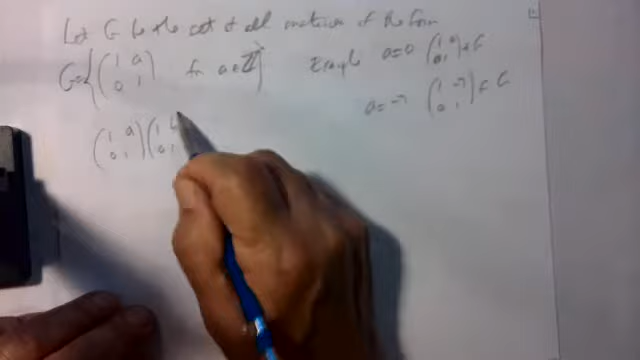 Let G be the set of all matrices of the form
G = { ( 1 a
0 1 ) for a ∈ ℤ }
Example a=0 ( 1 0
0 1 ) ∈ G
a=-7 ( 1 -7
0 1 ) ∈ G
( 1 a
0 1 ) ( 1
0 1